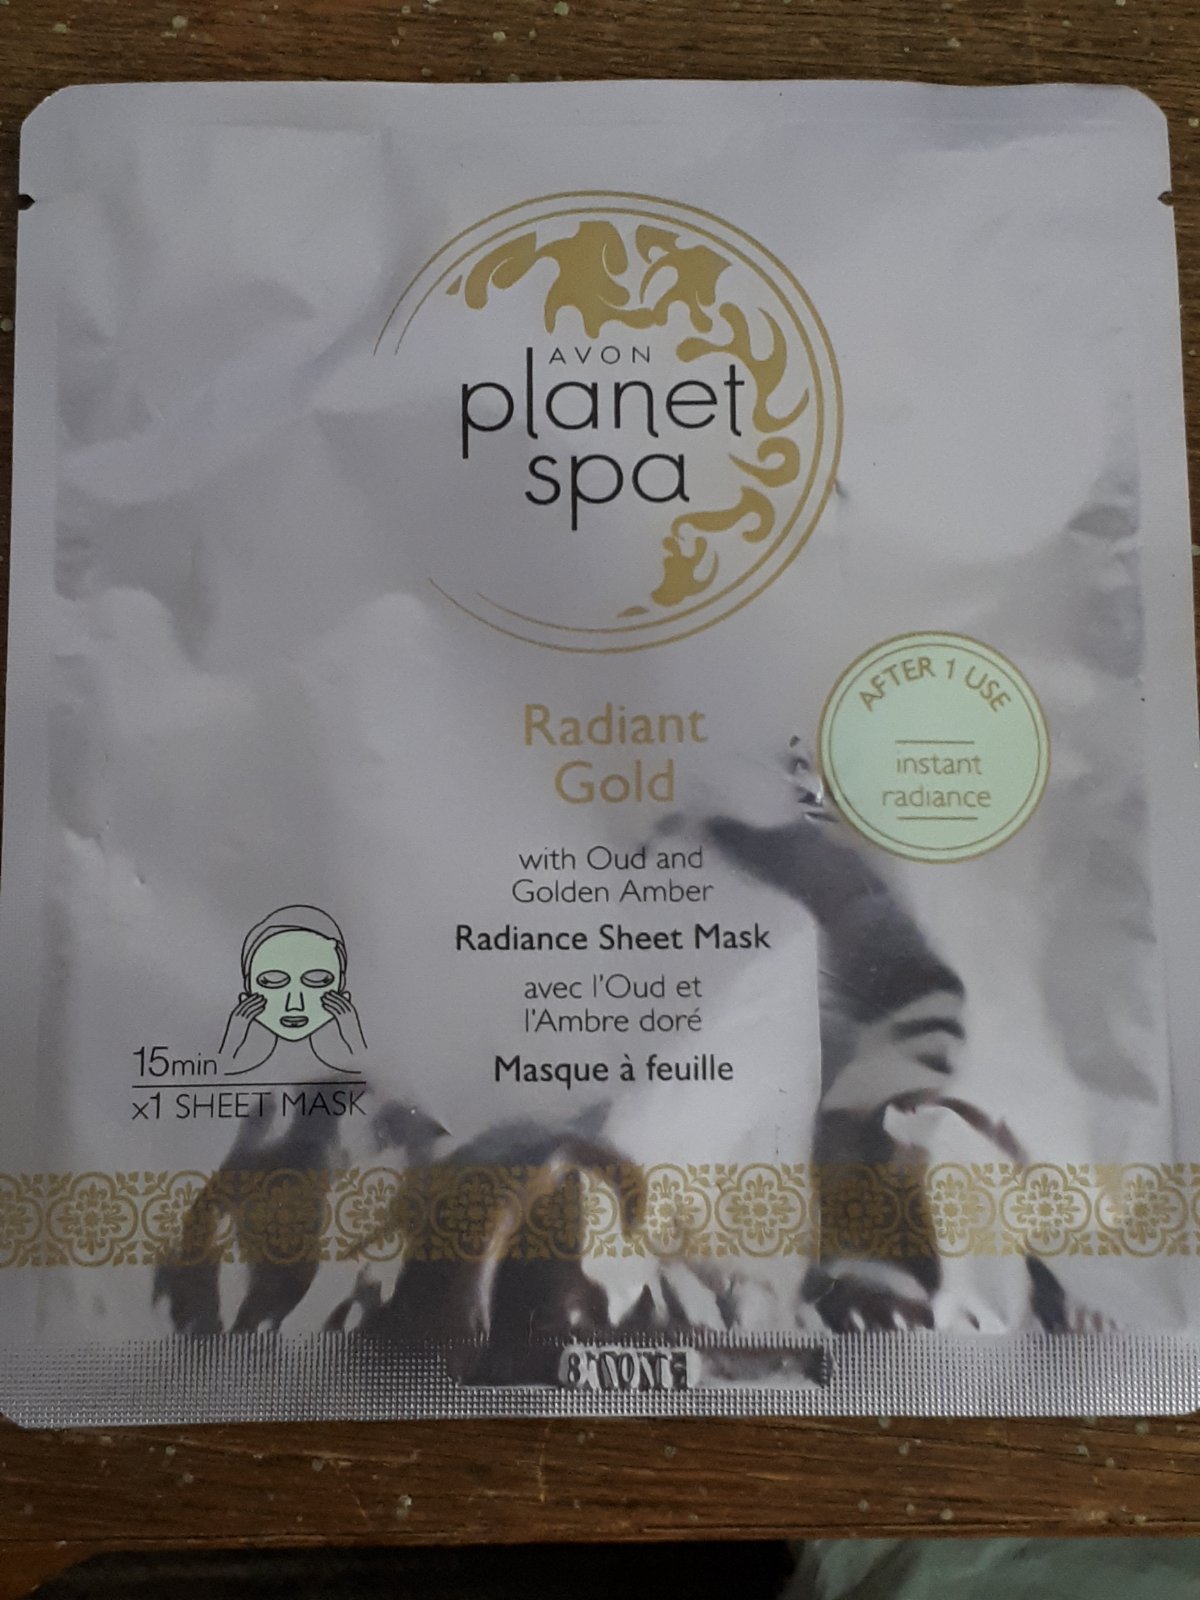 AVON
planet
spa
AFTER 1 USE
instant
radiance
Radiant
Gold
with Oud and
Golden Amber
Radiance Sheet Mask
avec l'Oud et
l'Ambre doré
Masque à feuille
15min
x1 SHEET MASK